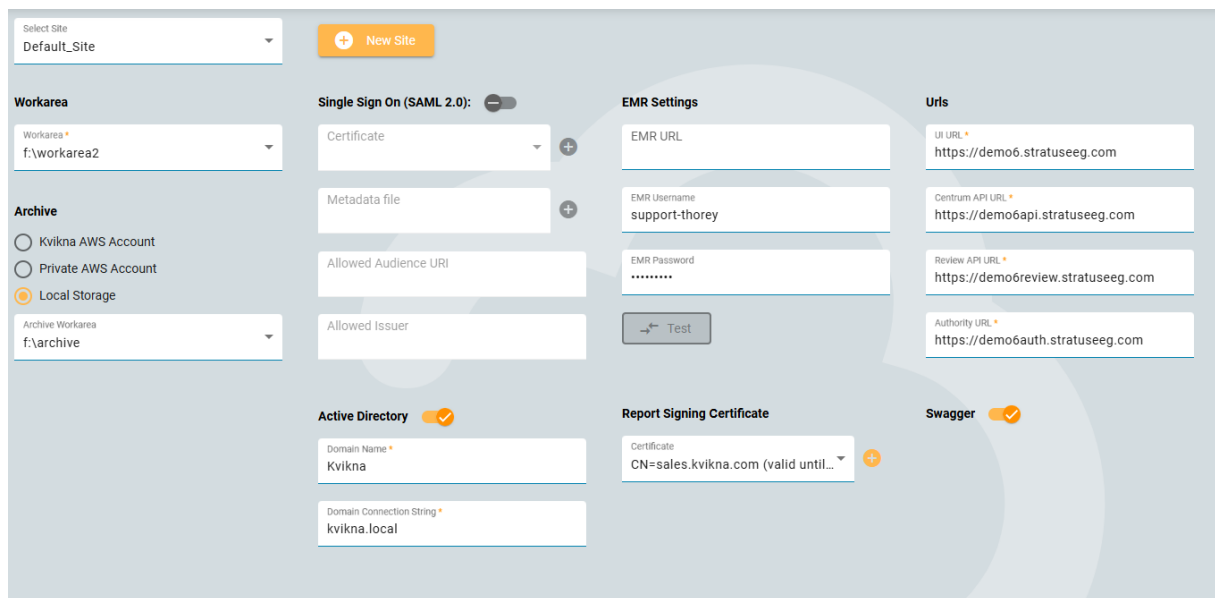 Select Site
Default_Site
New Site
Workarea
Workarea *
f:\workarea2
Archive
Kvikna AWS Account
Private AWS Account
Local Storage
Archive Workarea
f:\archive
Single Sign On (SAML 2.0):
Certificate
Metadata file
Allowed Audience URI
Allowed Issuer
Active Directory
Domain Name *
Kvikna
Domain Connection String *
kvikna.local
EMR Settings
EMR URL
EMR Username
support-thorey
EMR Password
•••••••••
Test
Report Signing Certificate
Certificate
CN=sales.kvikna.com (valid until...
Urls
UI URL *
https://demo6.stratuseeg.com
Centrum API URL *
https://demo6api.stratuseeg.com
Review API URL *
https://demo6review.stratuseeg.com
Authority URL *
https://demo6auth.stratuseeg.com
Swagger